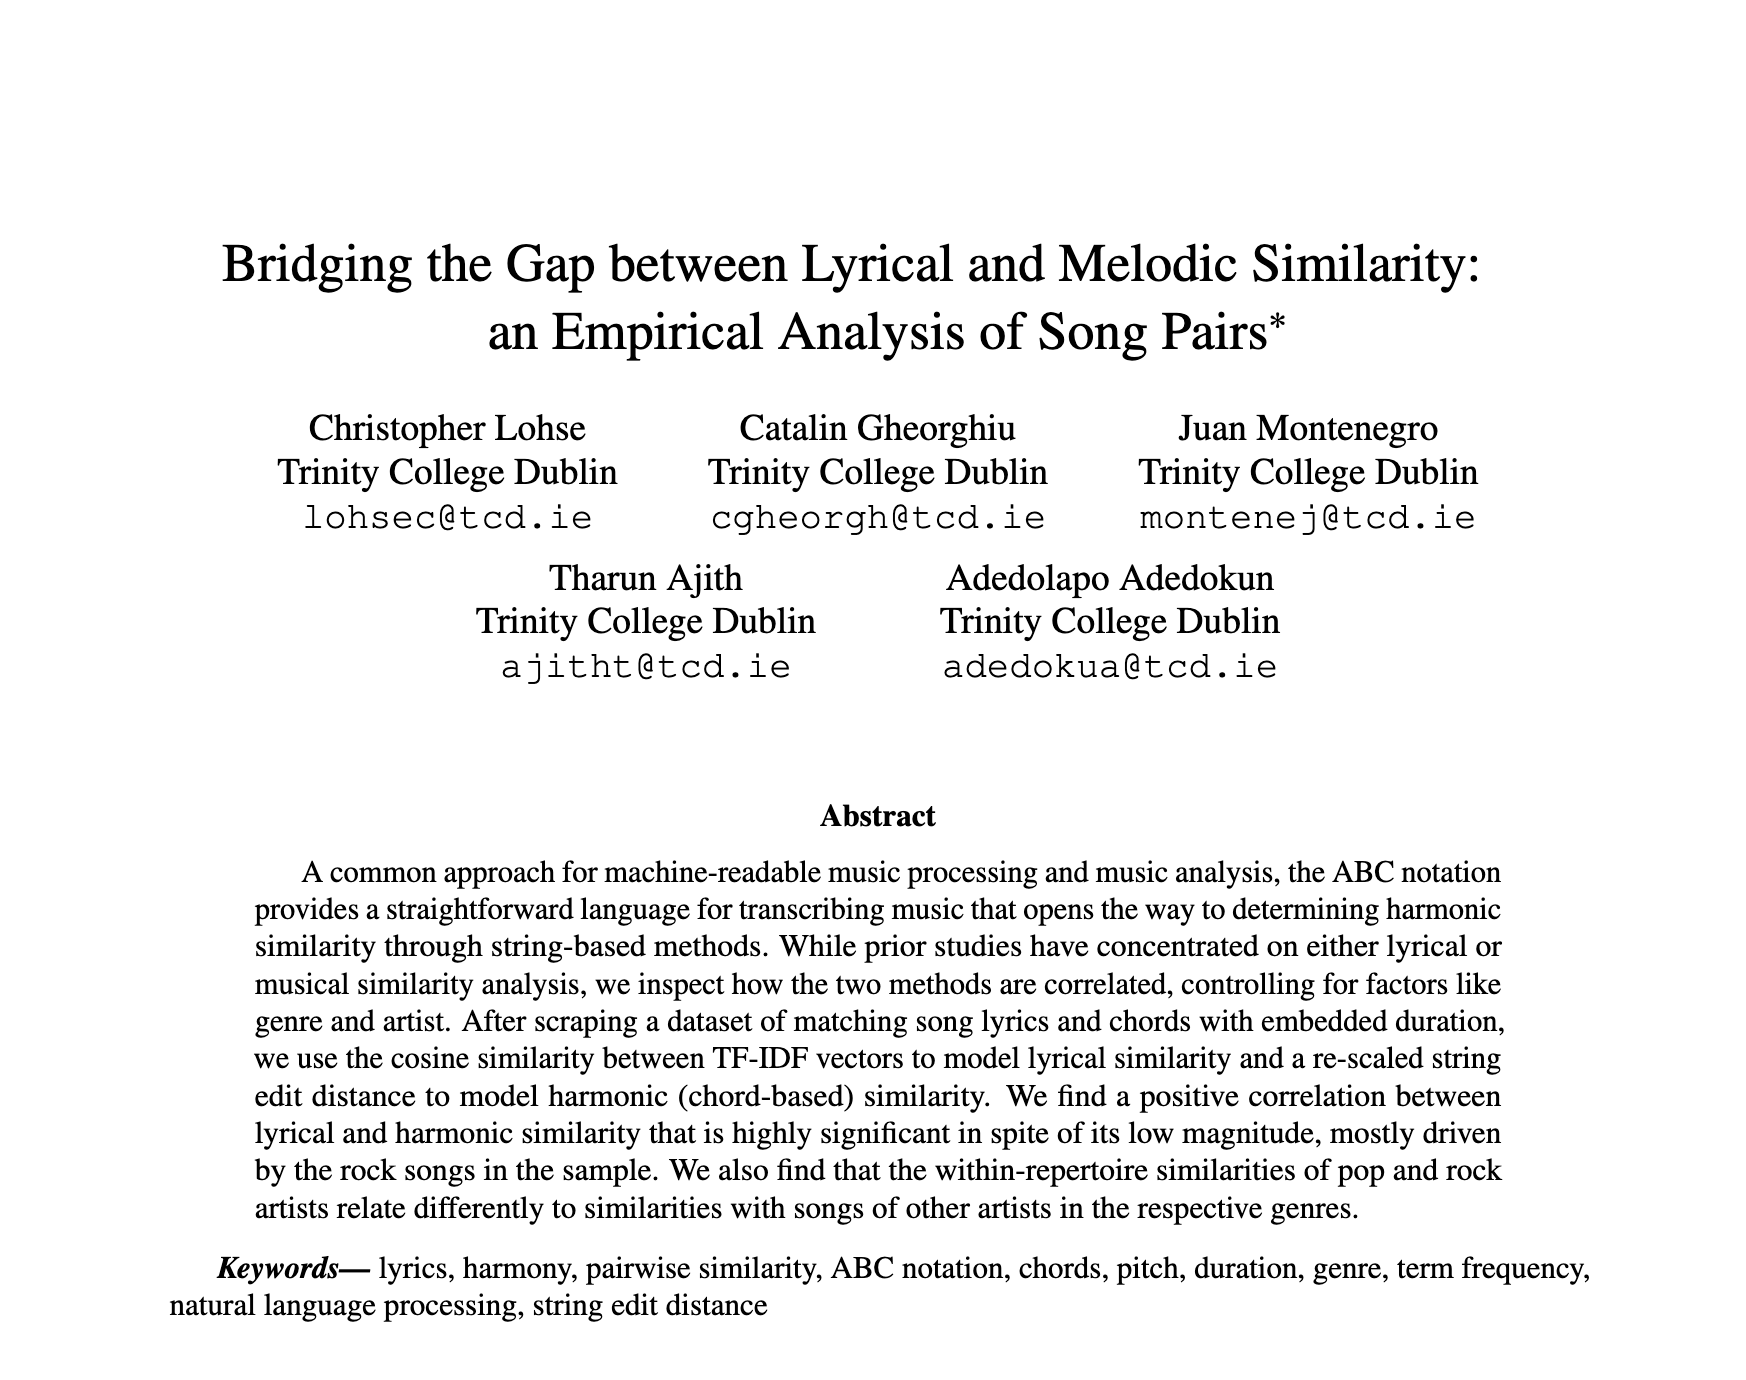 Bridging the Gap between Lyrical and Melodic Similarity:
an Empirical Analysis of Song Pairs*
Christopher Lohse
Trinity College Dublin
lohsec@tcd.ie
Catalin Gheorghiu
Trinity College Dublin
cgheorgh@tcd.ie
Juan Montenegro
Trinity College Dublin
montenej@tcd.ie
Tharun Ajith
Trinity College Dublin
ajitht@tcd.ie
Adedolapo Adedokun
Trinity College Dublin
adedokua@tcd.ie
Abstract
A common approach for machine-readable music processing and music analysis, the ABC notation
provides a straightforward language for transcribing music that opens the way to determining harmonic
similarity through string-based methods. While prior studies have concentrated on either lyrical or
musical similarity analysis, we inspect how the two methods are correlated, controlling for factors like
genre and artist. After scraping a dataset of matching song lyrics and chords with embedded duration,
we use the cosine similarity between TF-IDF vectors to model lyrical similarity and a re-scaled string
edit distance to model harmonic (chord-based) similarity. We find a positive correlation between
lyrical and harmonic similarity that is highly significant in spite of its low magnitude, mostly driven
by the rock songs in the sample. We also find that the within-repertoire similarities of pop and rock
artists relate differently to similarities with songs of other artists in the respective genres.
Keywords— lyrics, harmony, pairwise similarity, ABC notation, chords, pitch, duration, genre, term frequency,
natural language processing, string edit distance